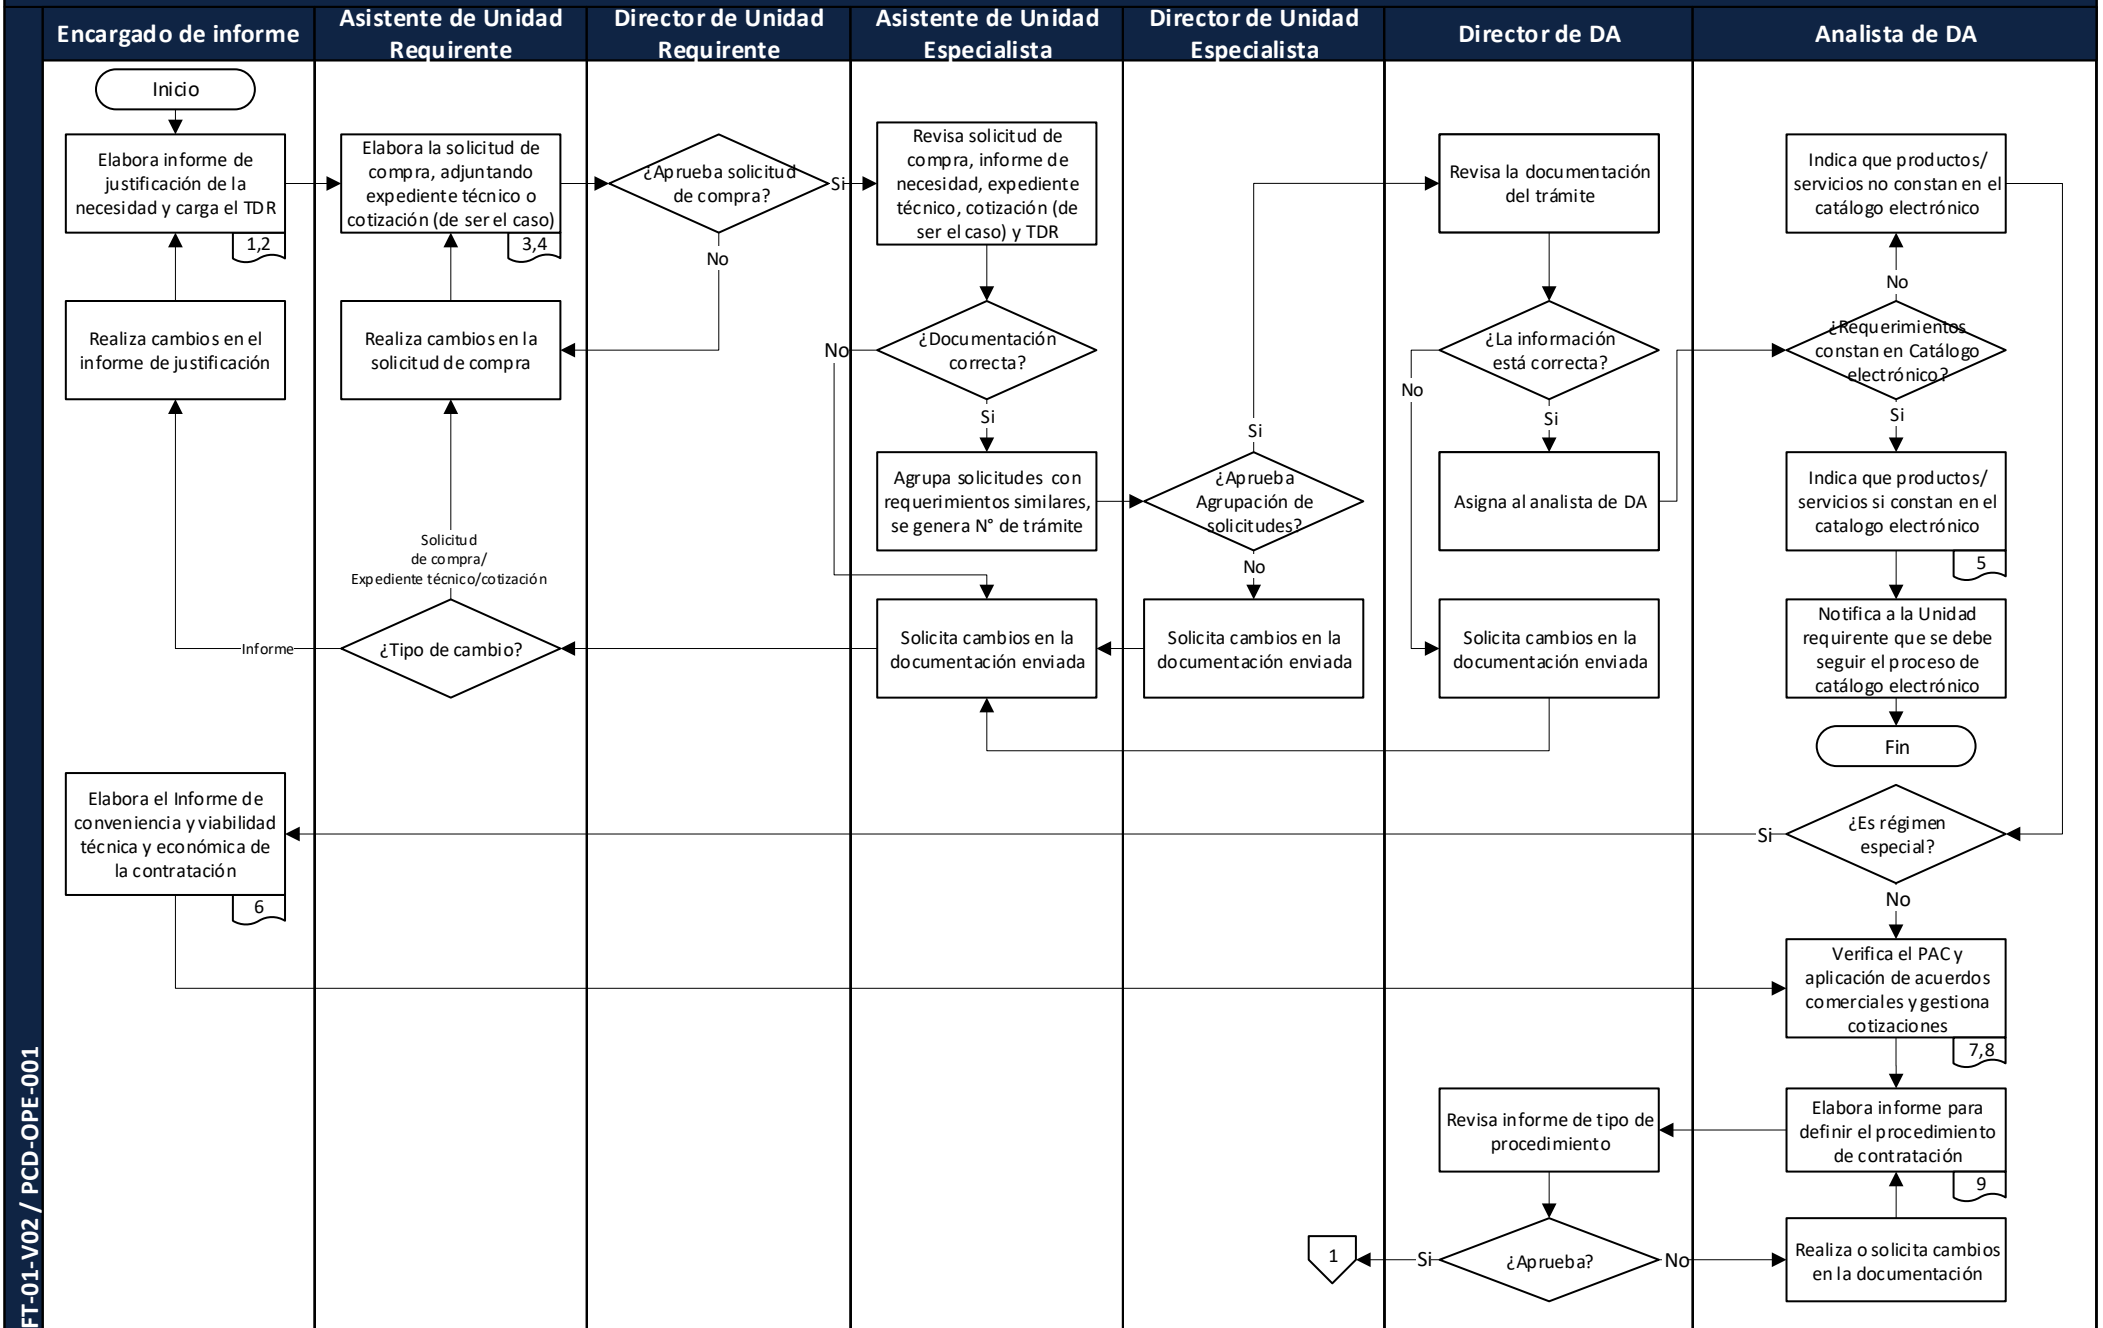 Encargado de informe
Asistente de Unidad
Requirente
Director de Unidad
Requirente
Asistente de Unidad
Especialista
Director de Unidad
Especialista
Director de DA
Analista de DA
Inicio
Elabora informe de
justificación de la
necesidad y carga el TDR
1,2
Elabora la solicitud de
compra, adjuntando
expediente técnico o
cotización (de ser el caso)
3,4
¿Aprueba solicitud
de compra?
Si
No
Revisa solicitud de
compra, informe de
necesidad, expediente
técnico, cotización (de
ser el caso) y TDR
Revisa la documentación
del trámite
Indica que productos/
servicios no constan en el
catálogo electrónico
No
Realiza cambios en el
informe de justificación
Realiza cambios en la
solicitud de compra
No
¿Documentación
correcta?
Si
¿La información
está correcta?
No
Si
¿Requerimientos
constan en Catálogo
electrónico?
Si
Agrupa solicitudes con
requerimientos similares,
se genera N° de trámite
Si
¿Aprueba
Agrupación de
solicitudes?
No
Asigna al analista de DA
Indica que productos/
servicios si constan en el
catalogo electrónico
5
Solicitud
de compra/
Expediente técnico/cotización
Informe
¿Tipo de cambio?
Solicita cambios en la
documentación enviada
Solicita cambios en la
documentación enviada
Solicita cambios en la
documentación enviada
Notifica a la Unidad
requirente que se debe
seguir el proceso de
catálogo electrónico
Fin
Elabora el Informe de
conveniencia y viabilidad
técnica y económica de
la contratación
6
Si
¿Es régimen
especial?
No
Verifica el PAC y
aplicación de acuerdos
comerciales y gestiona
cotizaciones
7,8
Revisa informe de tipo de
procedimiento
Elabora informe para
definir el procedimiento
de contratación
9
1
Si
¿Aprueba?
No
Realiza o solicita cambios
en la documentación
FT-01-V02 / PCD-OPE-001